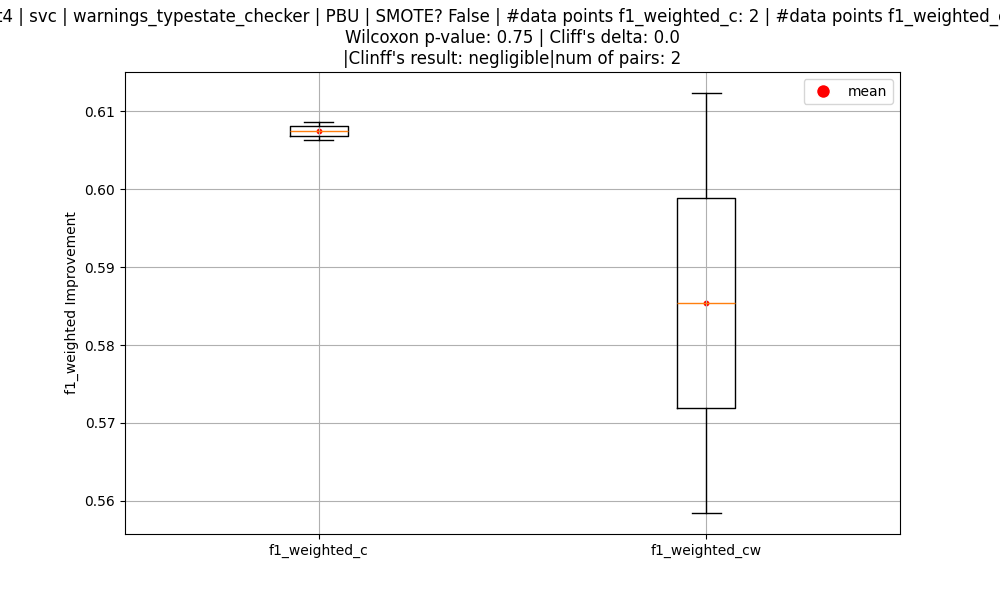 t4 | svc | warnings_typestate_checker | PBU | SMOTE? False | #data points f1_weighted_c: 2 | #data points f1_weighted_
Wilcoxon p-value: 0.75 | Cliff's delta: 0.0
|Clinff's result: negligible|num of pairs: 2
mean
0.61
0.60
0.59
0.58
0.57
0.56
f1_weighted Improvement
f1_weighted_c
f1_weighted_cw